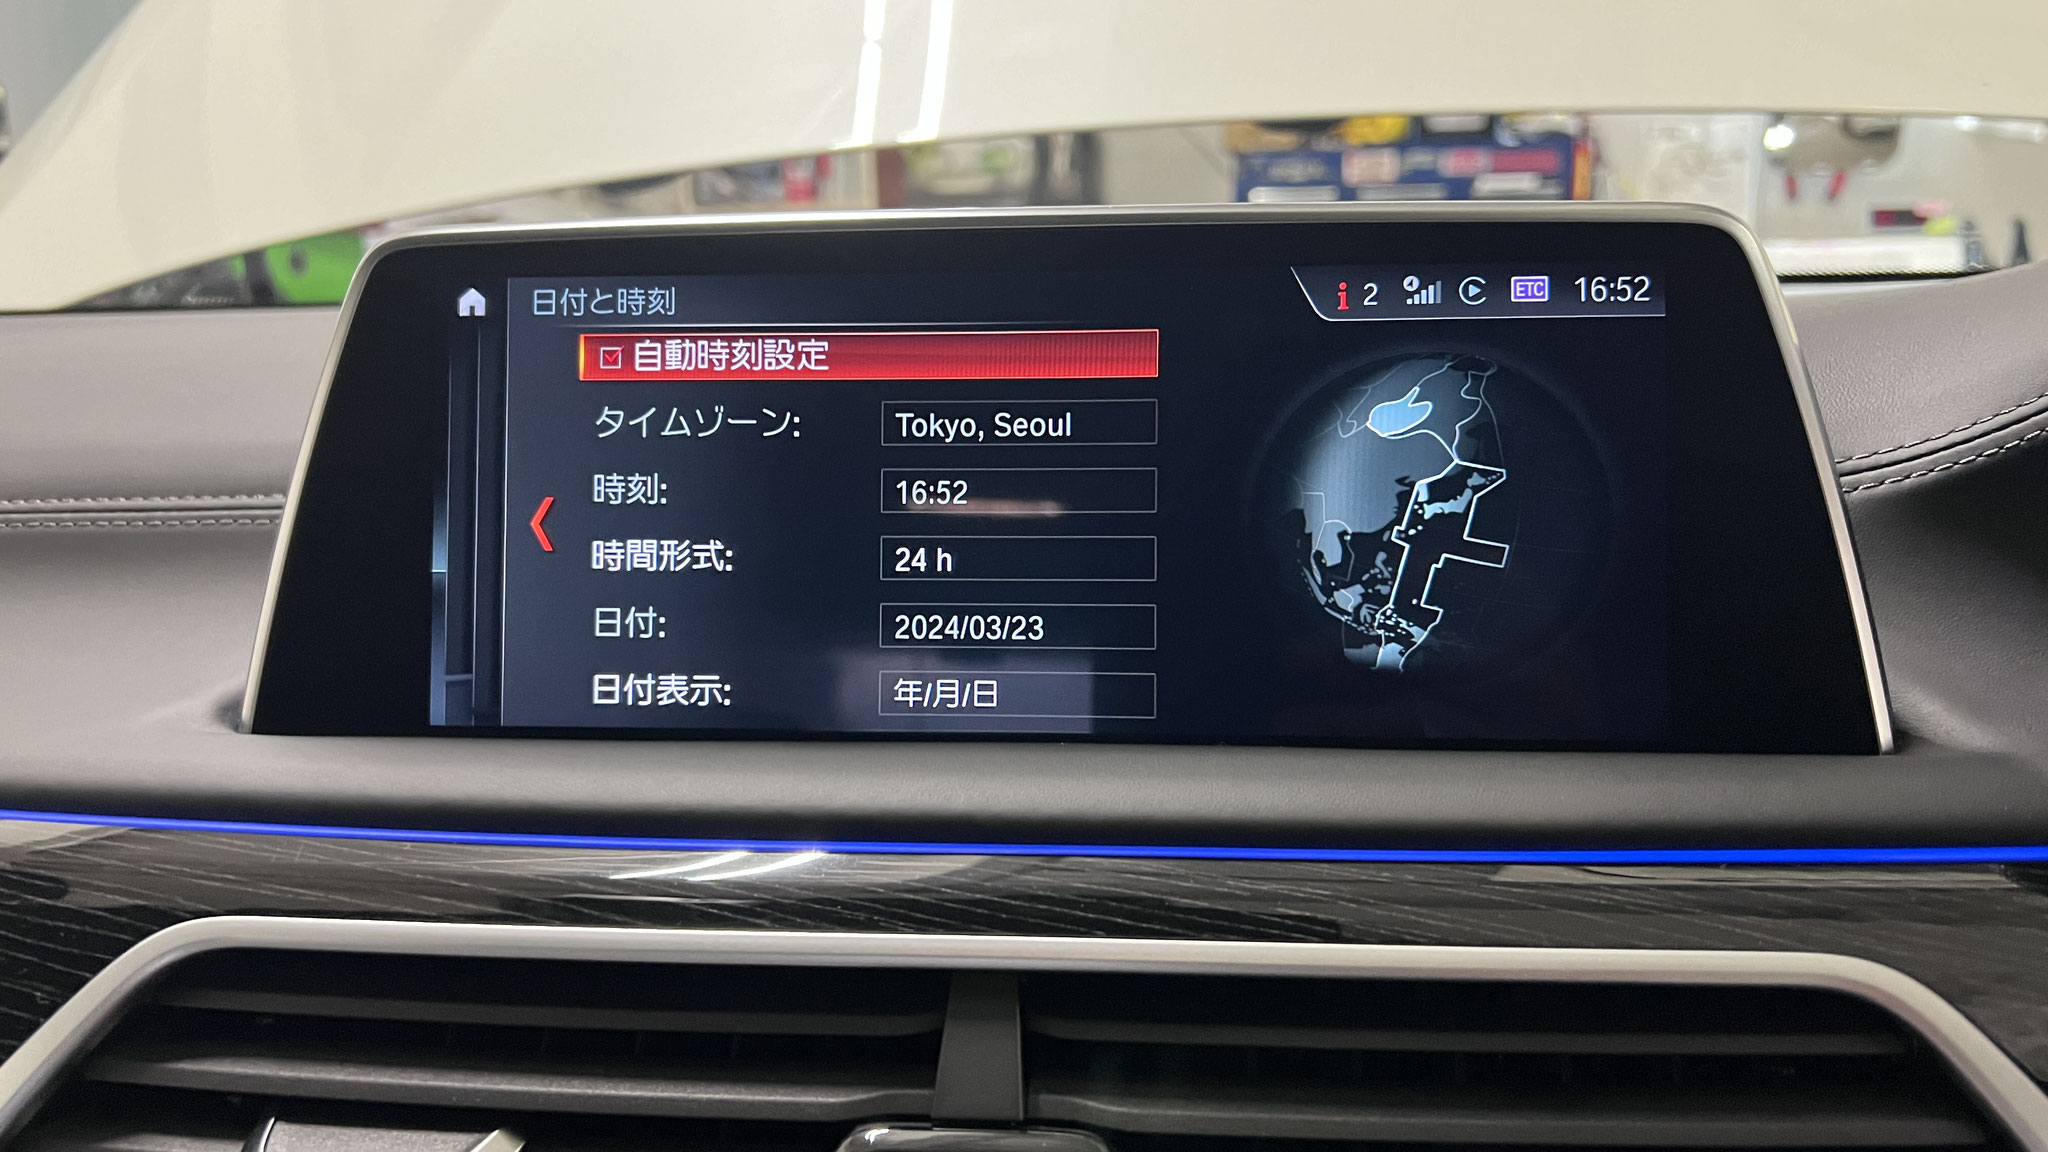 日付と時刻
2 ETC 16:52
自動時刻設定
タイムゾーン: Tokyo, Seoul
時刻: 16:52
時間形式: 24 h
日付: 2024/03/23
日付表示: 年/月/日